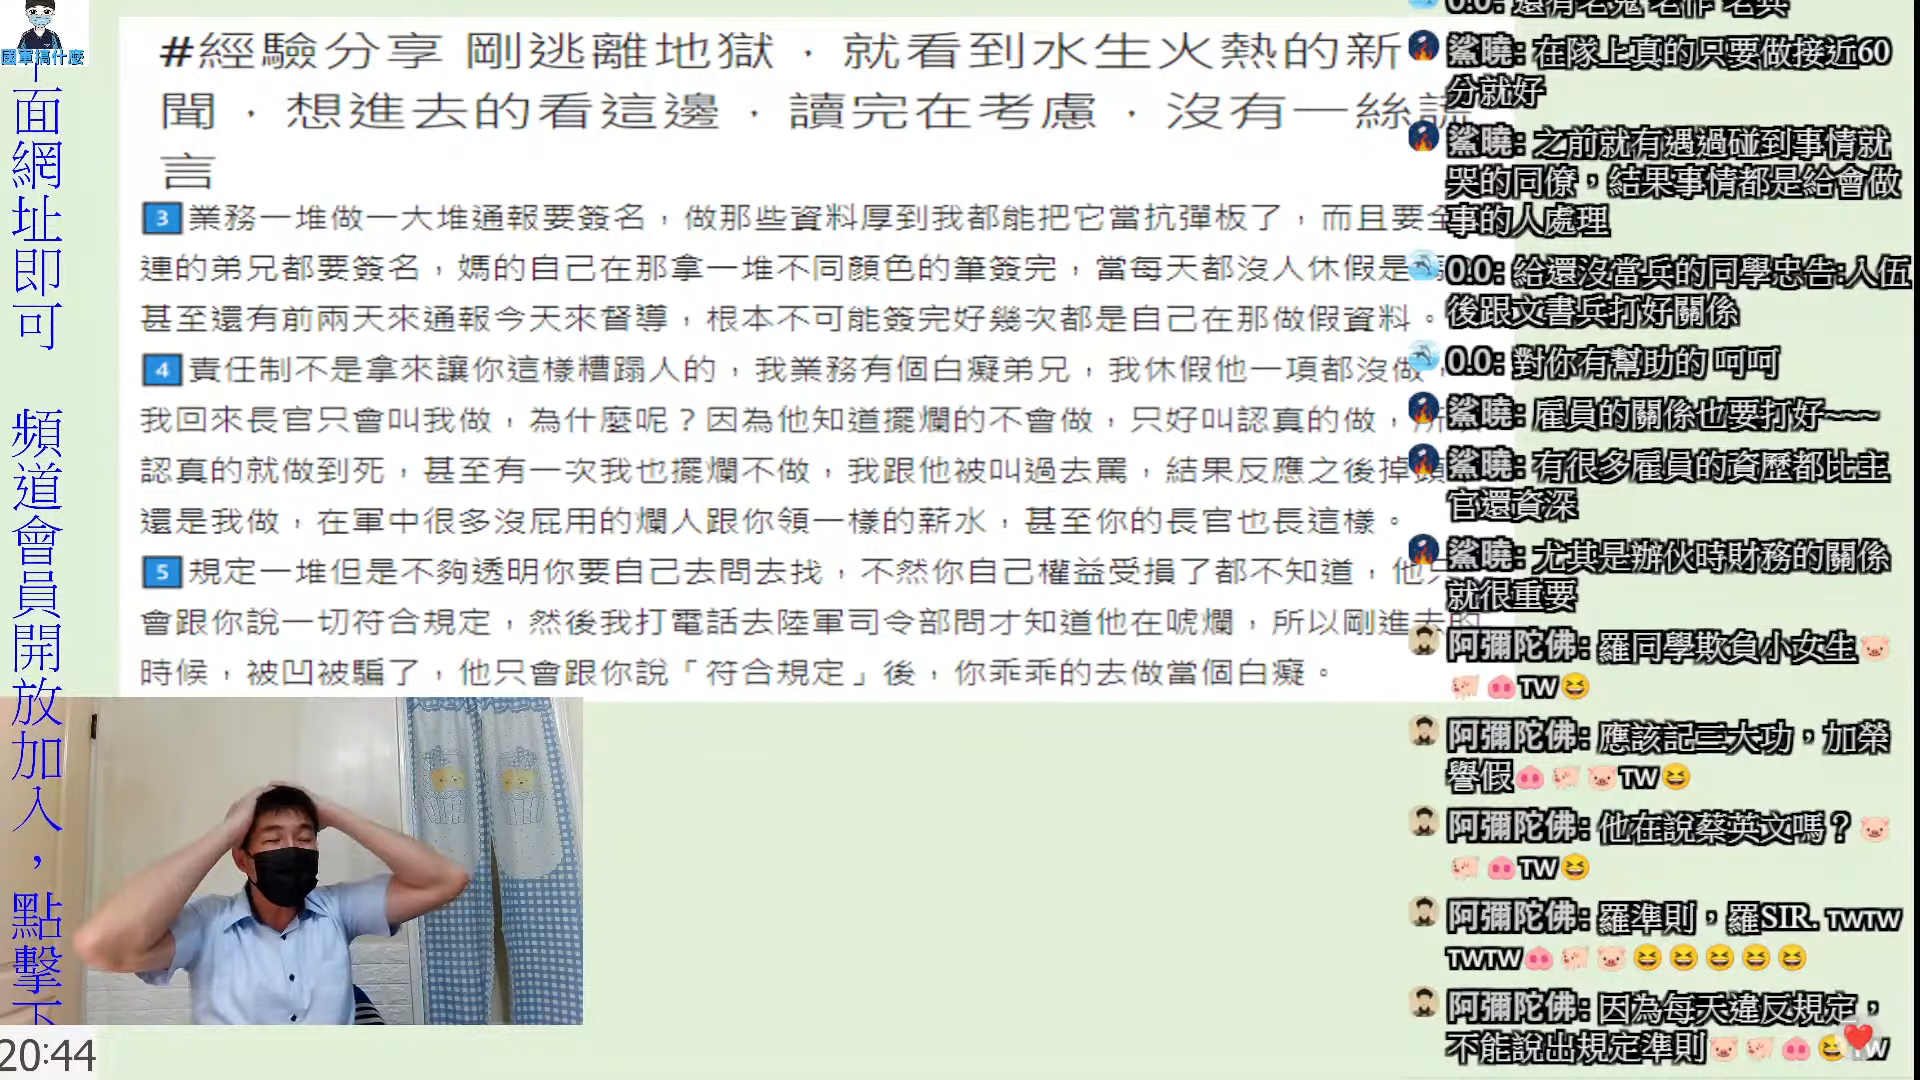 國軍搞什麼
面網址即可 頻道會員開放加入，點擊下
20:44
#經驗分享 剛逃離地獄，就看到水生火熱的新
聞，想進去的看這邊，讀完在考慮，沒有一絲謊
言
3 業務一堆做一大堆通報要簽名，做那些資料厚到我都能把它當抗彈板了，而且要全
連的弟兄都要簽名，媽的自己在那拿一堆不同顏色的筆簽完，當每天都沒人休假是
甚至還有前兩天來通報今天來督導，根本不可能簽完好幾次都是自己在那做假資料。
4 責任制不是拿來讓你這樣糟蹋人的，我業務有個白癡弟兄，我休假他一項都沒做，
我回來長官只會叫我做，為什麼呢？因為他知道擺爛的不會做，只好叫認真的做，所
認真的就做到死，甚至有一次我也擺爛不做，我跟他被叫過去罵，結果反應之後掉頭
還是我做，在軍中很多沒屁用的爛人跟你領一樣的薪水，甚至你的長官也長這樣。
5 規定一堆但是不夠透明你要自己去問去找，不然你自己權益受損了都不知道，他只
會跟你說一切符合規定，然後我打電話去陸軍司令部問才知道他在唬爛，所以剛進去的
時候，被凹被騙了，他只會跟你說「符合規定」後，你乖乖的去做當個白癡。
0.0: 還有老鬼 老作 老兵
鯊曉: 在隊上真的只要做接近60
分就好
鯊曉: 之前就有遇過碰到事情就
哭的同僚，結果事情都是給會做
事的人處理
0.0: 給還沒當兵的同學忠告:入伍
後跟文書兵打好關係
0.0: 對你有幫助的 呵呵
鯊曉: 雇員的關係也要打好~~~
鯊曉: 有很多雇員的資歷都比主
官還資深
鯊曉: 尤其是辦伙時財務的關係
就很重要
阿彌陀佛: 羅同學欺負小女生🐷
🐖🐽TW😆
阿彌陀佛: 應該記三大功，加榮
譽假🐽🐖🐷TW😆
阿彌陀佛: 他在說蔡英文嗎？🐷
🐖🐽TW😆
阿彌陀佛: 羅準則，羅SIR. TWTW
TWTW🐽🐖🐷😆😆😆😆😆
阿彌陀佛: 因為每天違反規定，
不能說出規定準則🐷🐖🐽😆TW